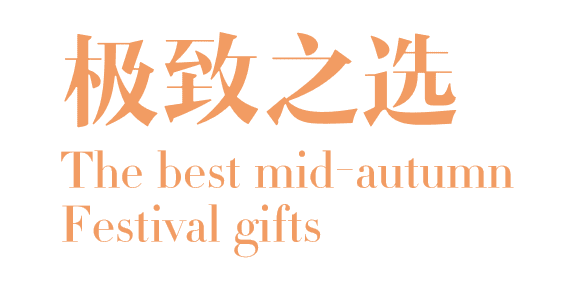 极致之选
The best mid-autumn
Festival gifts